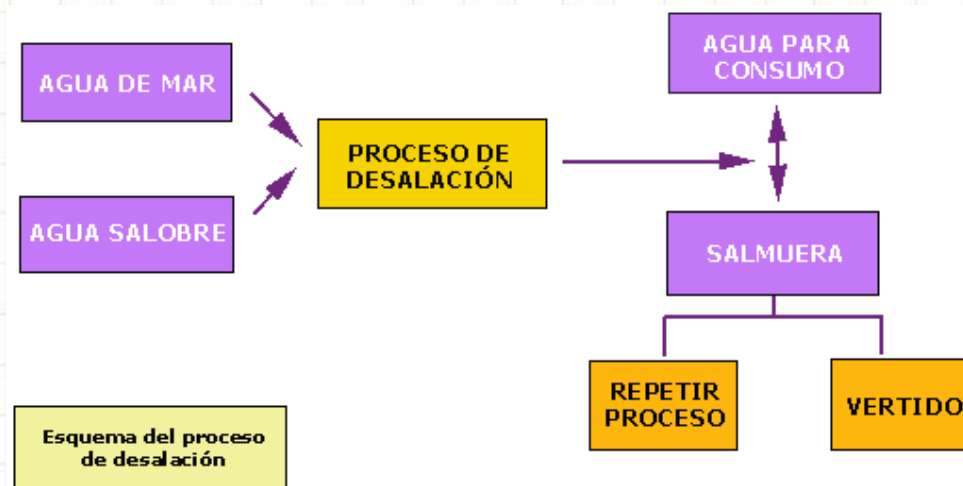 AGUA DE MAR
AGUA SALOBRE
PROCESO DE
DESALACIÓN
AGUA PARA
CONSUMO
SALMUERA
REPETIR
PROCESO
VERTIDO
Esquema del proceso
de desalación